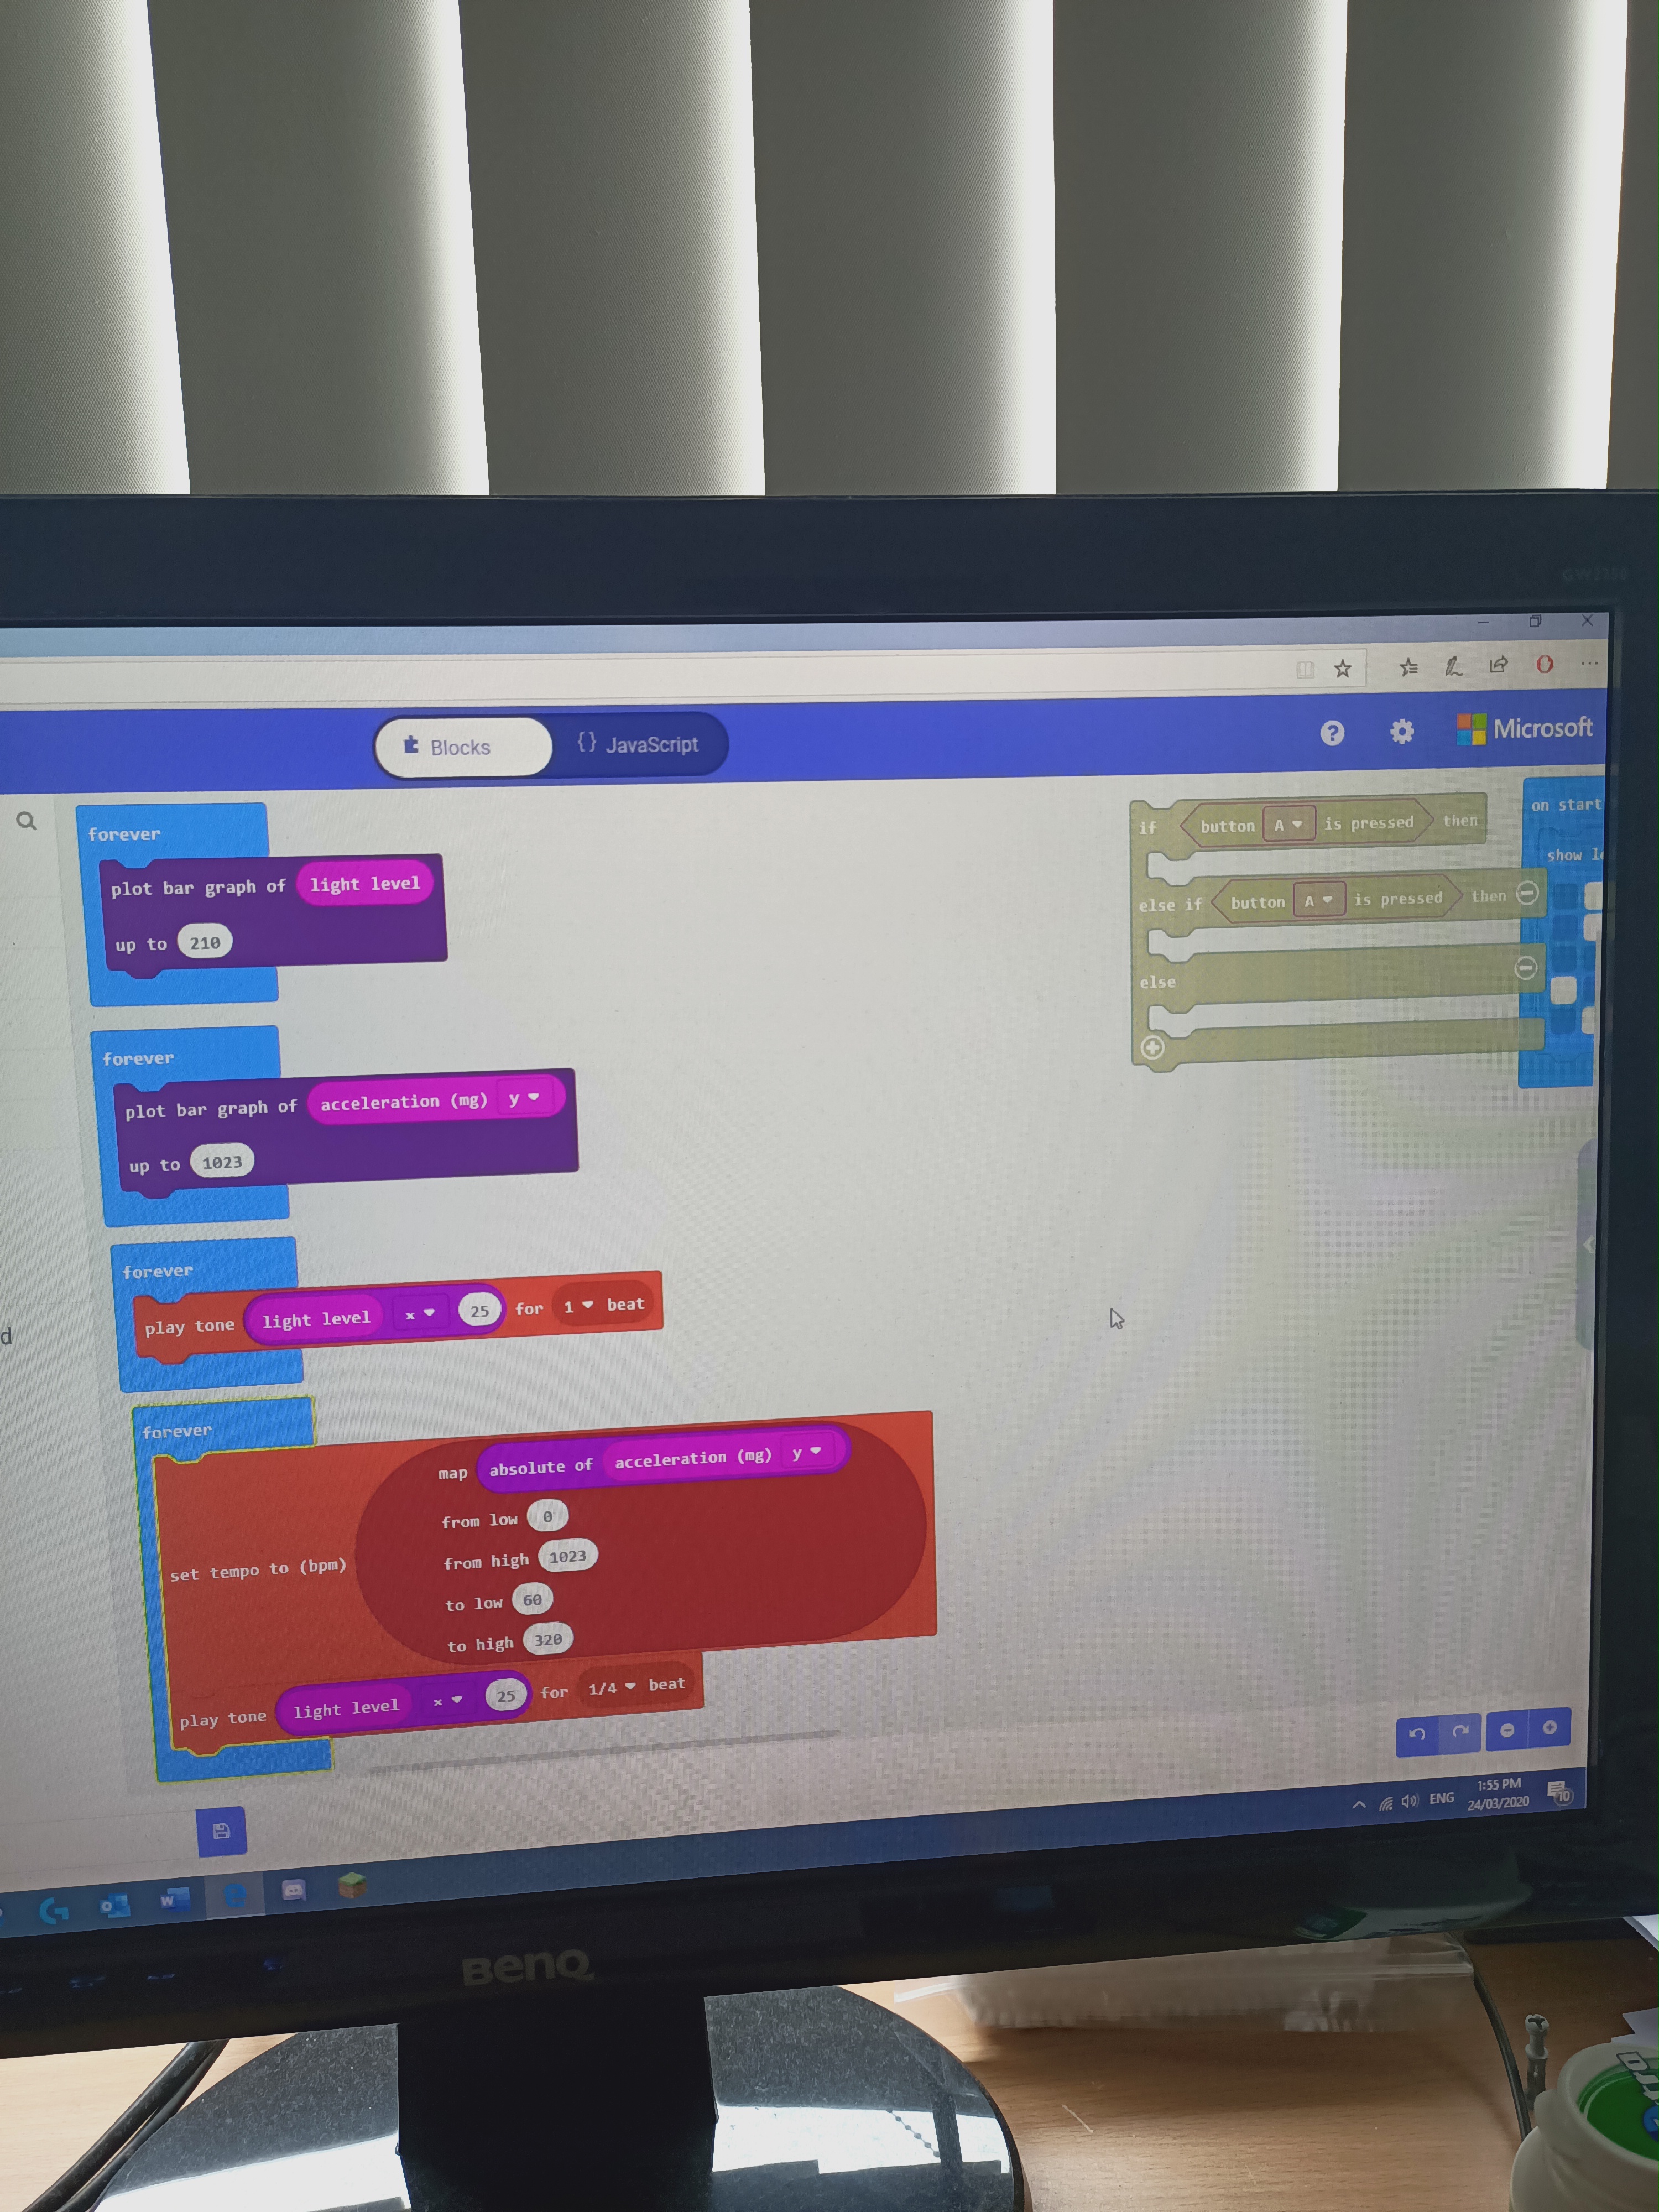 GW2250
Blocks
{} JavaScript
?
Microsoft
forever
plot bar graph of light level
up to 210
forever
plot bar graph of acceleration (mg) y
up to 1023
forever
play tone light level x 25 for 1 beat
forever
set tempo to (bpm)
map absolute of acceleration (mg) y
from low 0
from high 1023
to low 60
to high 320
play tone light level x 25 for 1/4 beat
if button A is pressed then
else if button A is pressed then
else
on start
show
d
ENG
1:55 PM
24/03/2020
10
W
BenQ